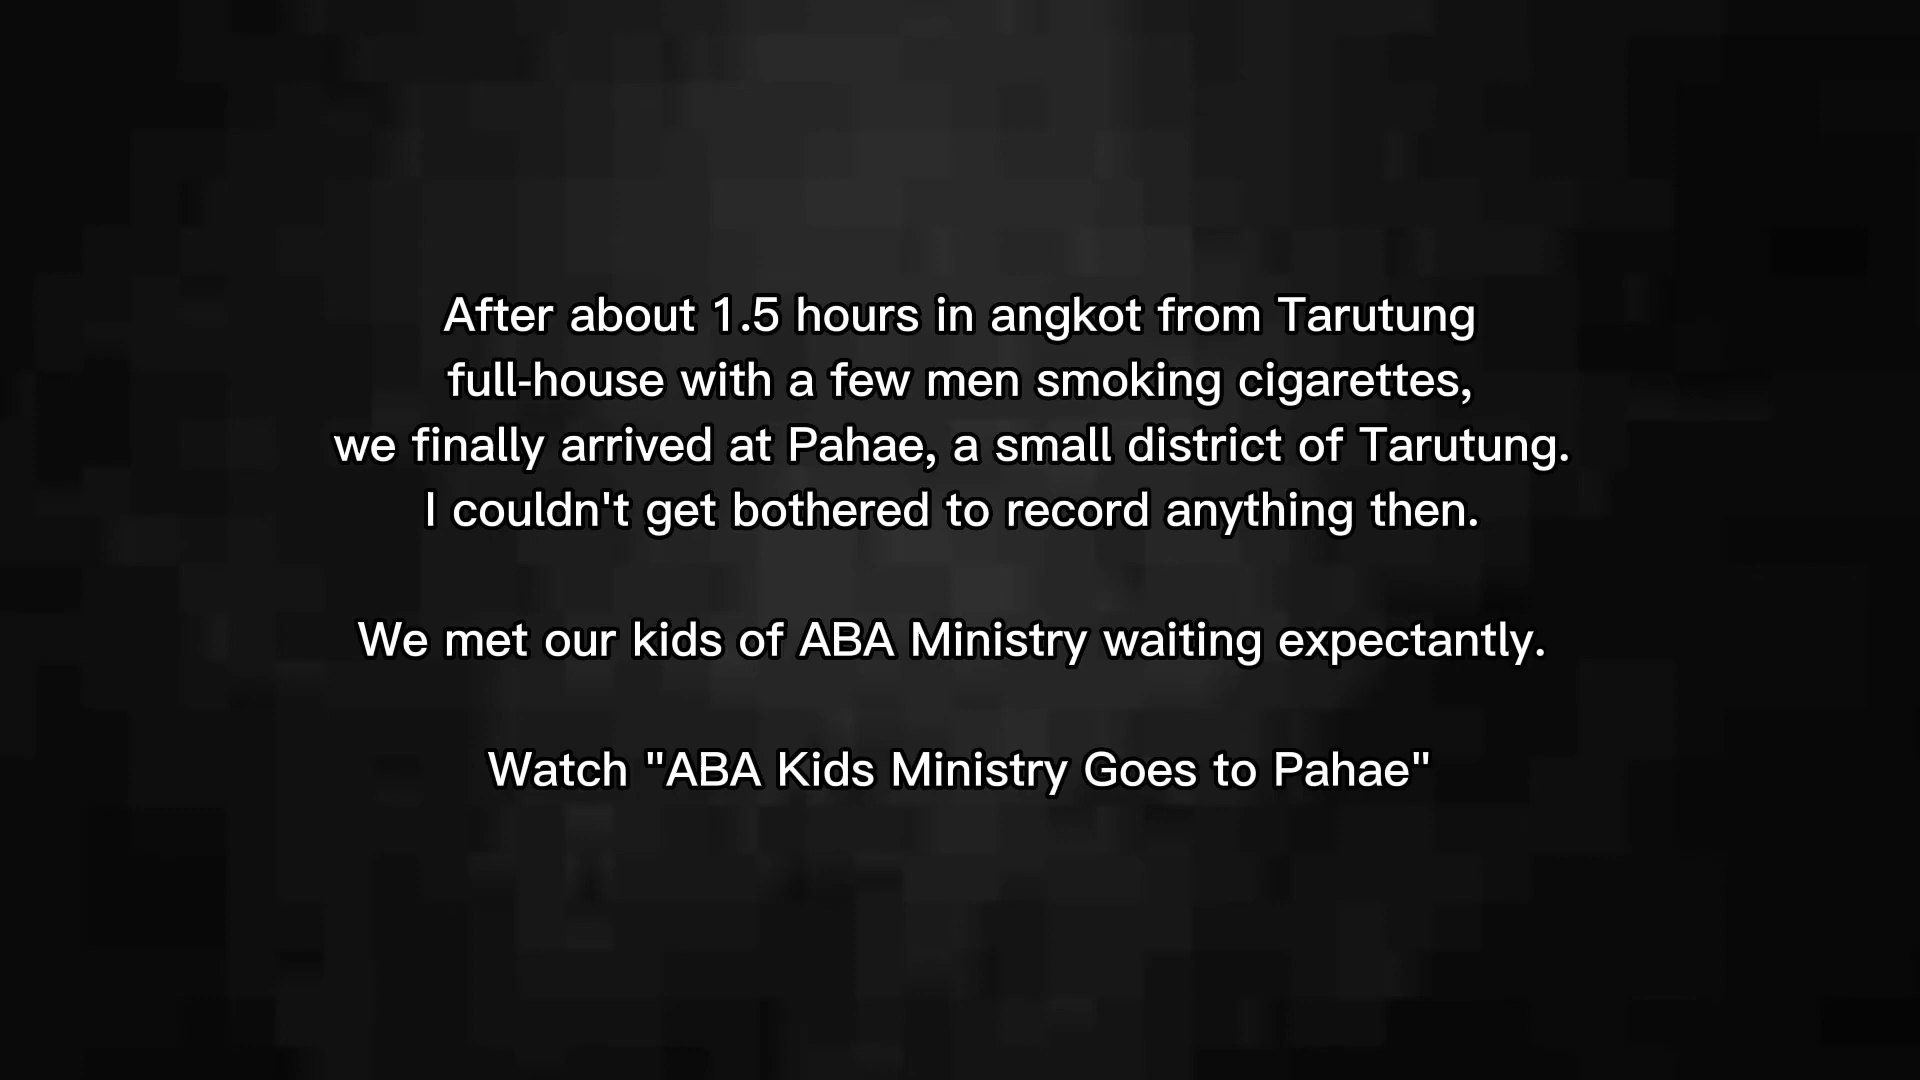 After about 1.5 hours in angkot from Tarutung
full-house with a few men smoking cigarettes,
we finally arrived at Pahae, a small district of Tarutung.
I couldn't get bothered to record anything then.
We met our kids of ABA Ministry waiting expectantly.
Watch "ABA Kids Ministry Goes to Pahae"